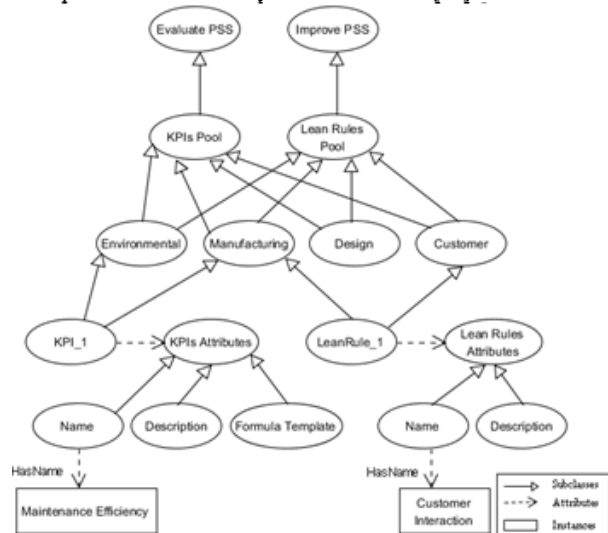 Evaluate PSS
Improve PSS
KPIs Pool
Lean Rules
Pool
Environmental
Manufacturing
Design
Customer
KPI_1
KPIs Attributes
LeanRule_1
Lean Rules
Attributes
Name
Description
Formula Template
Name
Description
HasName
HasName
Maintenance Efficiency
Customer
Interaction
Subclasses
Attributes
Instances